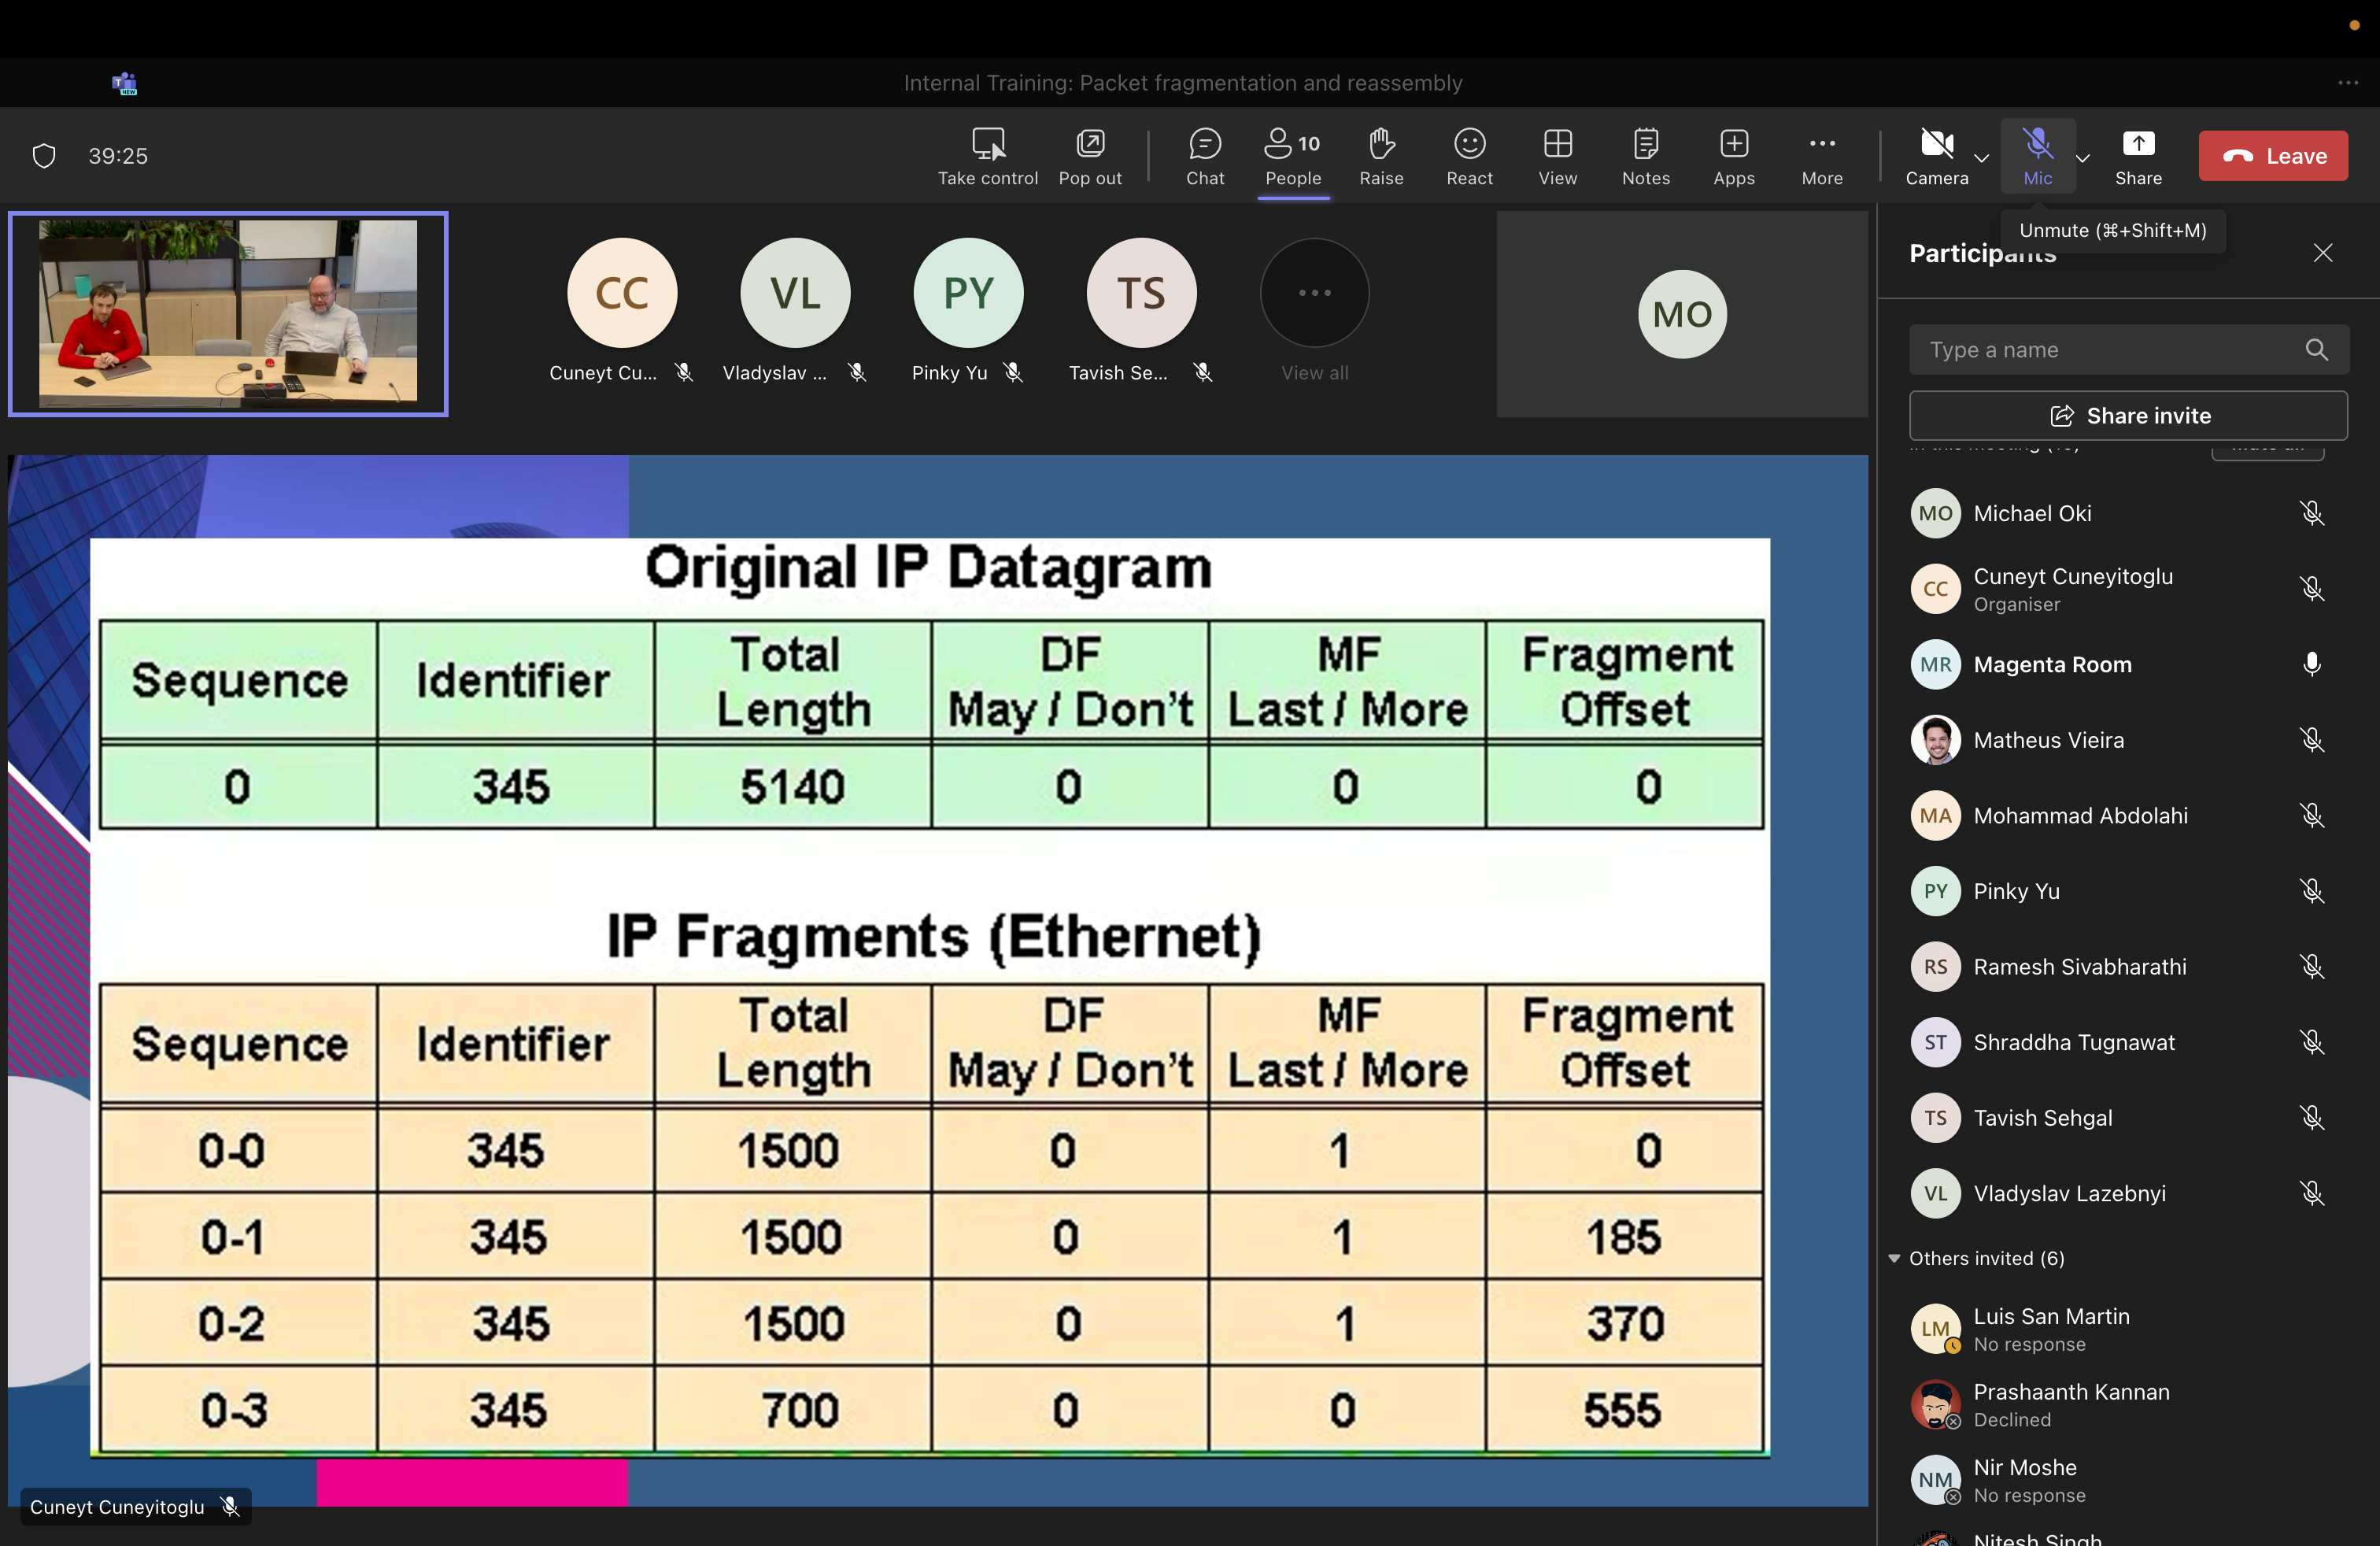 Internal Training: Packet fragmentation and reassembly
39:25
Take control
Pop out
Chat
10
People
Raise
React
View
Notes
Apps
More
Camera
Mic
Share
Leave
Unmute (⌘+Shift+M)
CC
VL
PY
TS
MO
Cuneyt Cu...
Vladyslav ...
Pinky Yu
Tavish Se...
View all
Original IP Datagram
Sequence Identifier Total Length DF May / Don't MF Last / More Fragment Offset
0 345 5140 0 0 0
IP Fragments (Ethernet)
Sequence Identifier Total Length DF May / Don't MF Last / More Fragment Offset
0-0 345 1500 0 1 0
0-1 345 1500 0 1 185
0-2 345 1500 0 1 370
0-3 345 700 0 0 555
Cuneyt Cuneyitoglu
Participants
Type a name
Share invite
MO Michael Oki
CC Cuneyt Cuneyitoglu
Organiser
MR Magenta Room
Matheus Vieira
MA Mohammad Abdolahi
PY Pinky Yu
RS Ramesh Sivabharathi
ST Shraddha Tugnawat
TS Tavish Sehgal
VL Vladyslav Lazebnyi
Others invited (6)
LM Luis San Martin
No response
Prashaanth Kannan
Declined
NM Nir Moshe
No response
Nitesh Singh